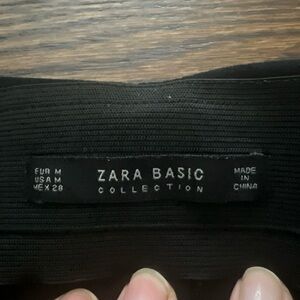 EUR M
USA M
MEX 28
ZARA BASIC
COLLECTION
MADE
IN
CHINA